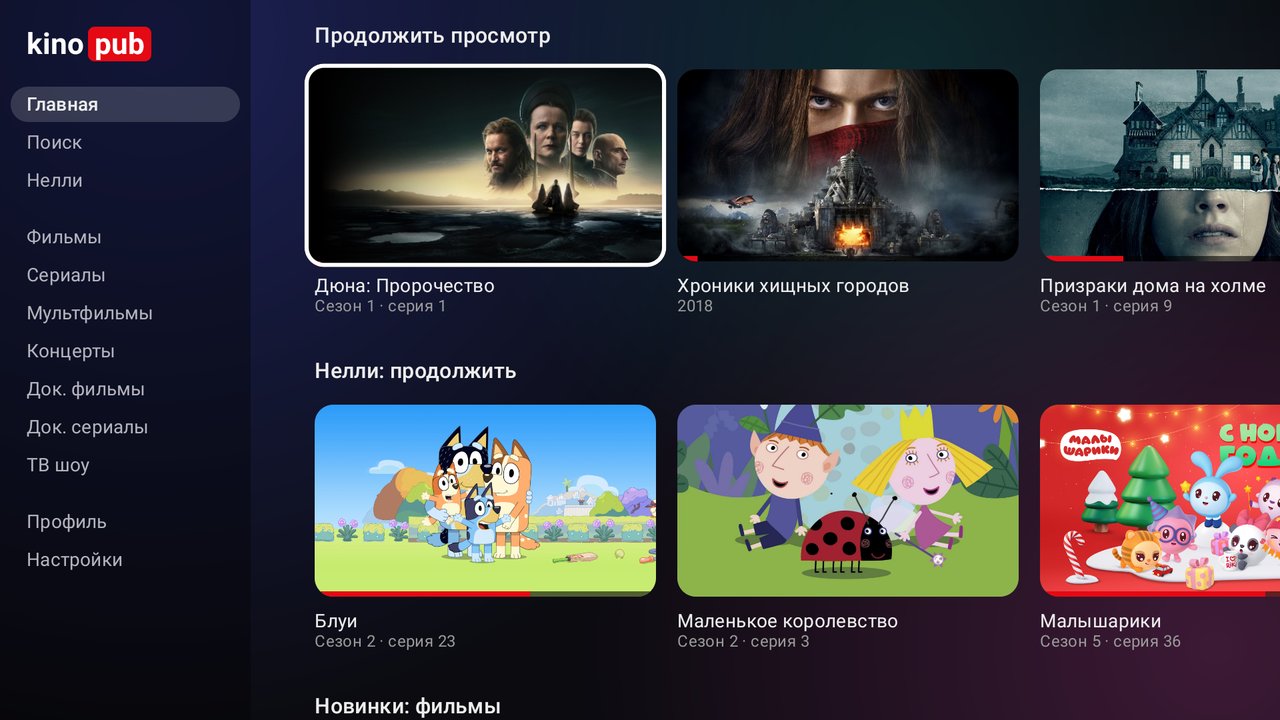 kino pub
Главная
Поиск
Нелли
Фильмы
Сериалы
Мультфильмы
Концерты
Док. фильмы
Док. сериалы
ТВ шоу
Профиль
Настройки
Продолжить просмотр
Дюна: Пророчество
Сезон 1 · серия 1
Хроники хищных городов
2018
Призраки дома на холме
Сезон 1 · серия 9
Нелли: продолжить
МАЛЫ
ШАРИКИ
Блуи
Сезон 2 · серия 23
Маленькое королевство
Сезон 2 · серия 3
Малышарики
Сезон 5 · серия 36
Новинки: фильмы